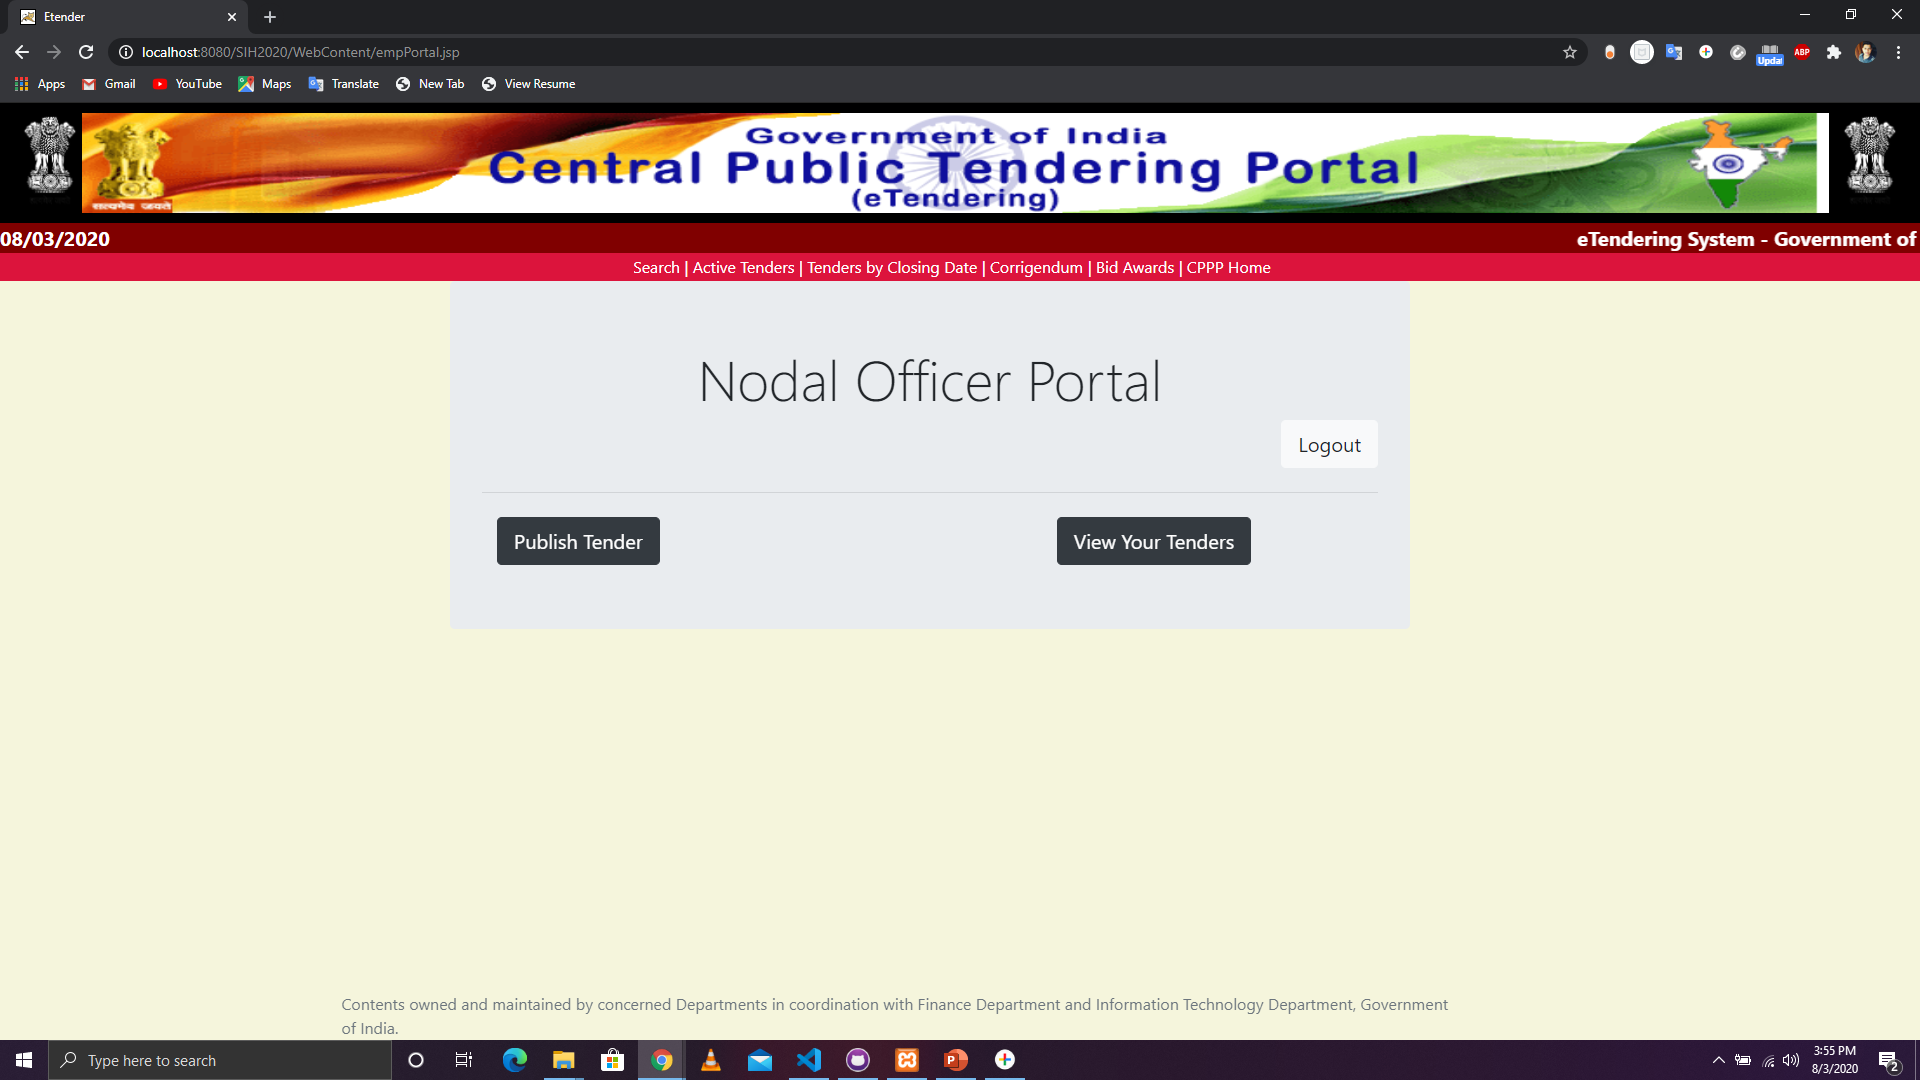 Etender
localhost:8080/SIH2020/WebContent/empPortal.jsp
Updat
ABP
Apps
Gmail
YouTube
Maps
Translate
New Tab
View Resume
सत्यमेव जयते
Government of India
Central Public Tendering Portal
(eTendering)
08/03/2020
eTendering System - Government of
Search | Active Tenders | Tenders by Closing Date | Corrigendum | Bid Awards | CPPP Home
Nodal Officer Portal
Logout
Publish Tender
View Your Tenders
Contents owned and maintained by concerned Departments in coordination with Finance Department and Information Technology Department, Government
of India.
Type here to search
3:55 PM
8/3/2020
2